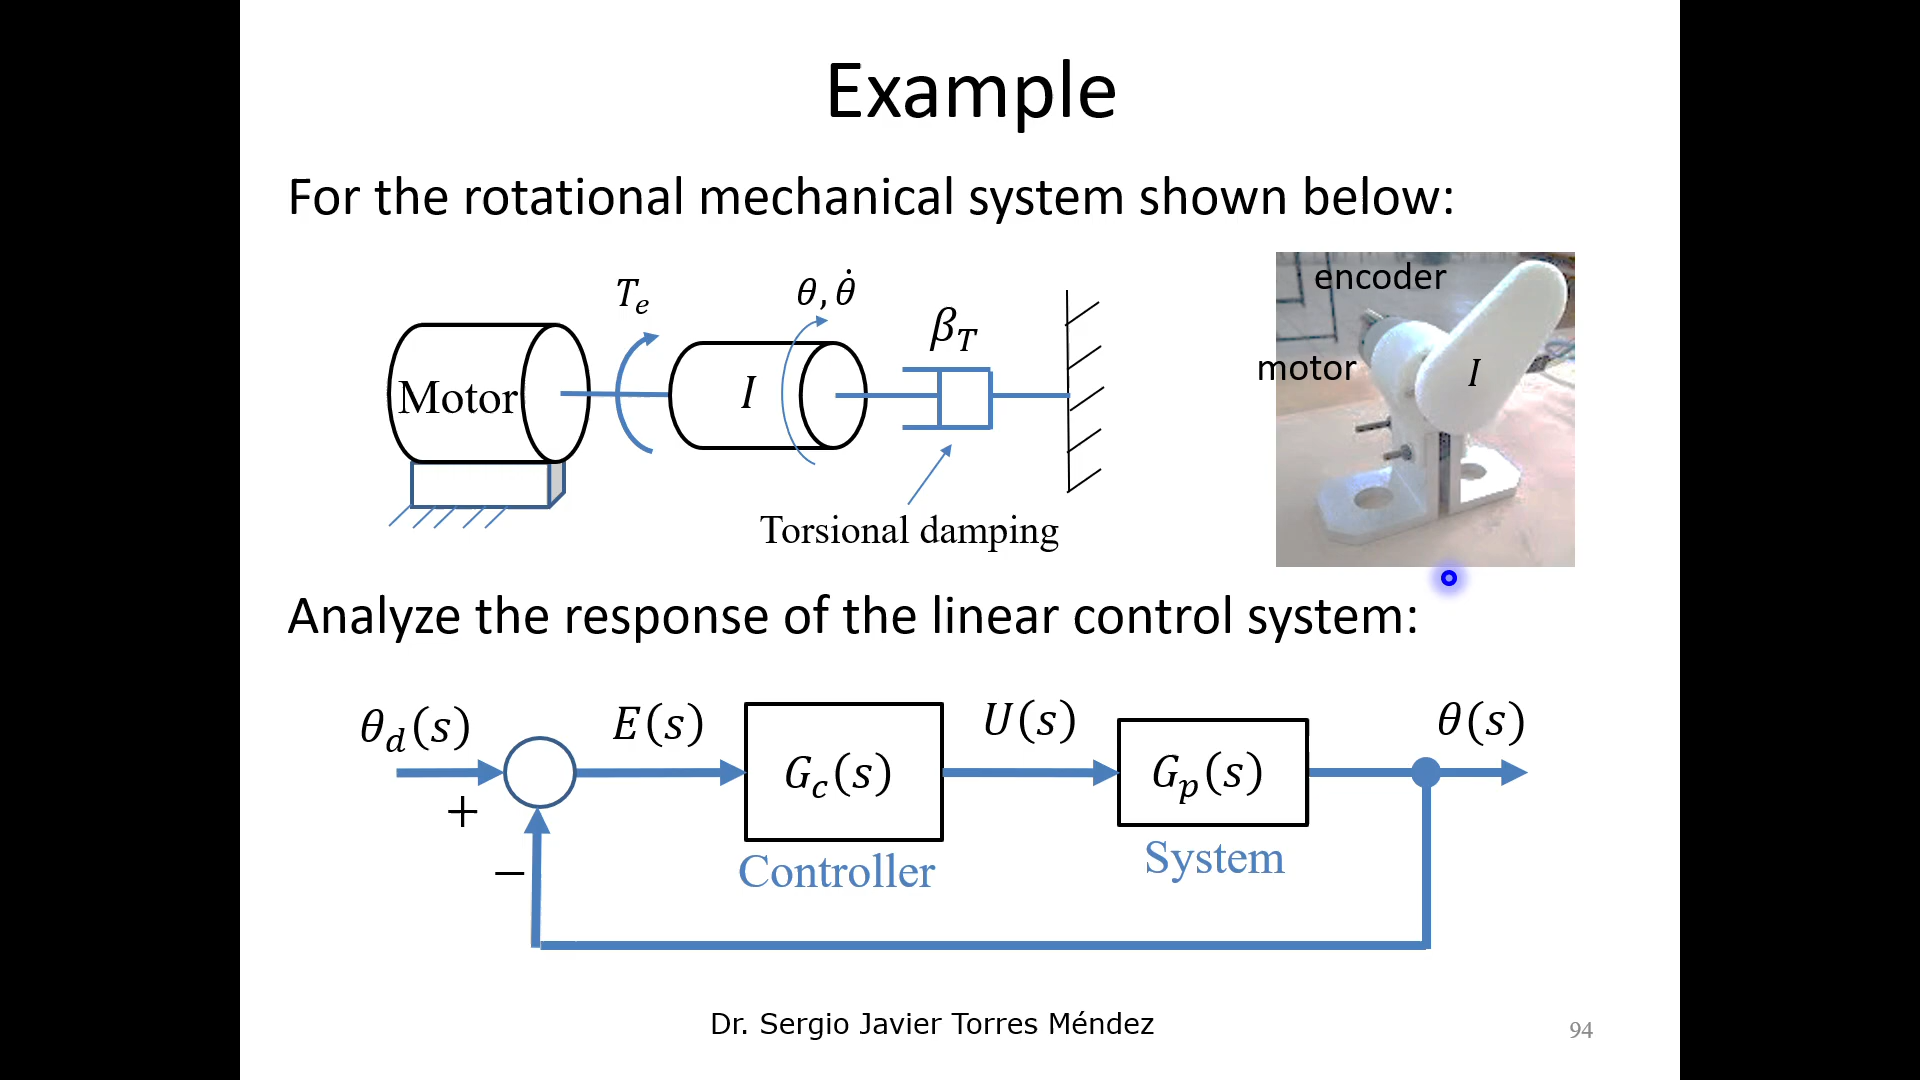 Example
For the rotational mechanical system shown below:
Tₑ
θ, θ̇
β_T
encoder
motor
I
Motor
I
Torsional damping
Analyze the response of the linear control system:
θ_d(s)
E(s)
U(s)
θ(s)
G_c(s)
G_p(s)
+
−
Controller
System
Dr. Sergio Javier Torres Méndez
94